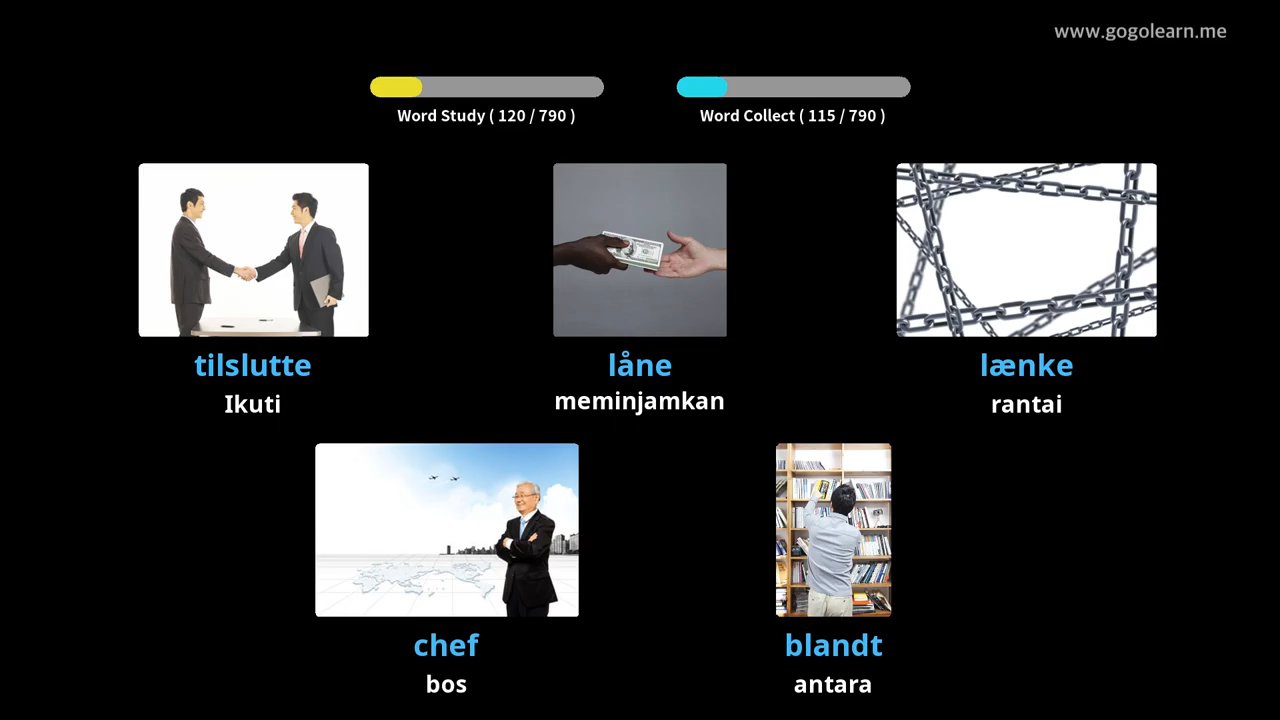 www.gogolearn.me
Word Study ( 120 / 790 )
Word Collect ( 115 / 790 )
tilslutte
Ikuti
låne
meminjamkan
lænke
rantai
chef
bos
blandt
antara